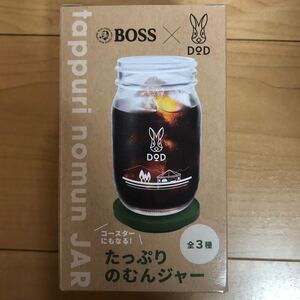 BOSS × DOD
tappuri nomun JAR
DOD
コースター
にもなる!
全3種
たっぷり
のむんジャー